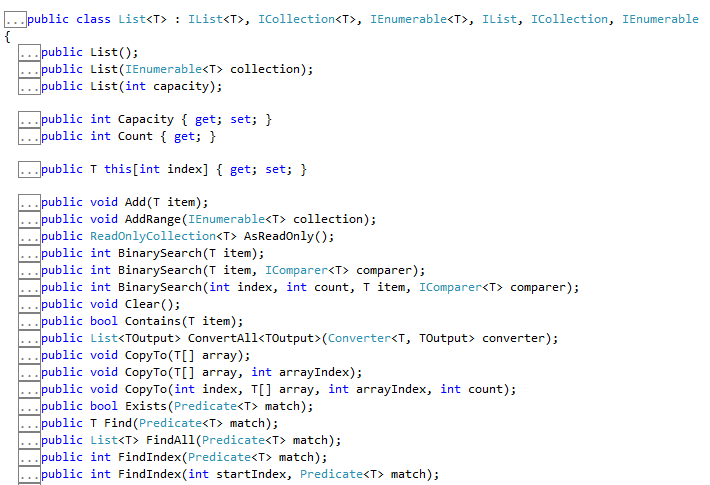 ...public class List<T> : IList<T>, ICollection<T>, IEnumerable<T>, IList, ICollection, IEnumerable
{
...public List();
...public List(IEnumerable<T> collection);
...public List(int capacity);
...public int Capacity { get; set; }
...public int Count { get; }
...public T this[int index] { get; set; }
...public void Add(T item);
...public void AddRange(IEnumerable<T> collection);
...public ReadOnlyCollection<T> AsReadOnly();
...public int BinarySearch(T item);
...public int BinarySearch(T item, IComparer<T> comparer);
...public int BinarySearch(int index, int count, T item, IComparer<T> comparer);
...public void Clear();
...public bool Contains(T item);
...public List<TOutput> ConvertAll<TOutput>(Converter<T, TOutput> converter);
...public void CopyTo(T[] array);
...public void CopyTo(T[] array, int arrayIndex);
...public void CopyTo(int index, T[] array, int arrayIndex, int count);
...public bool Exists(Predicate<T> match);
...public T Find(Predicate<T> match);
...public List<T> FindAll(Predicate<T> match);
...public int FindIndex(Predicate<T> match);
...public int FindIndex(int startIndex, Predicate<T> match);